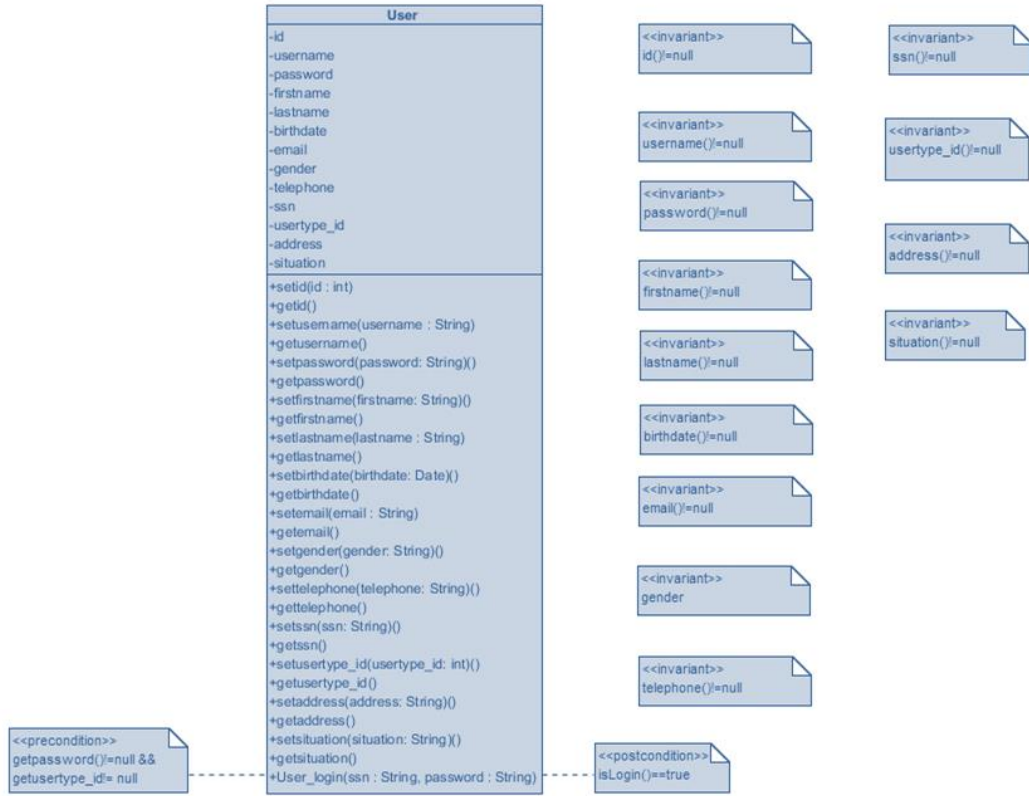 User
-id
-username
-password
-firstname
-lastname
-birthdate
-email
-gender
-telephone
-ssn
-usertype_id
-address
-situation
+setid(id : int)
+getid()
+setusername(username : String)
+getusername()
+setpassword(password: String)()
+getpassword()
+setfirstname(firstname: String)()
+getfirstname()
+setlastname(lastname : String)
+getlastname()
+setbirthdate(birthdate: Date)()
+getbirthdate()
+setemail(email : String)
+getemail()
+setgender(gender: String)()
+getgender()
+settelephone(telephone: String)()
+gettelephone()
+setssn(ssn: String)()
+getssn()
+setusertype_id(usertype_id: int)()
+getusertype_id()
+setaddress(address: String)()
+getaddress()
+setsituation(situation: String)()
+getsituation()
+User_login(ssn : String, password : String)
<<precondition>>
getpassword()!=null &&
getusertype_id!= null
<<postcondition>>
isLogin()==true
<<invariant>>
id()!=null
<<invariant>>
username()!=null
<<invariant>>
password()!=null
<<invariant>>
firstname()!=null
<<invariant>>
lastname()!=null
<<invariant>>
birthdate()!=null
<<invariant>>
email()!=null
<<invariant>>
gender
<<invariant>>
telephone()!=null
<<invariant>>
ssn()!=null
<<invariant>>
usertype_id()!=null
<<invariant>>
address()!=null
<<invariant>>
situation()!=null